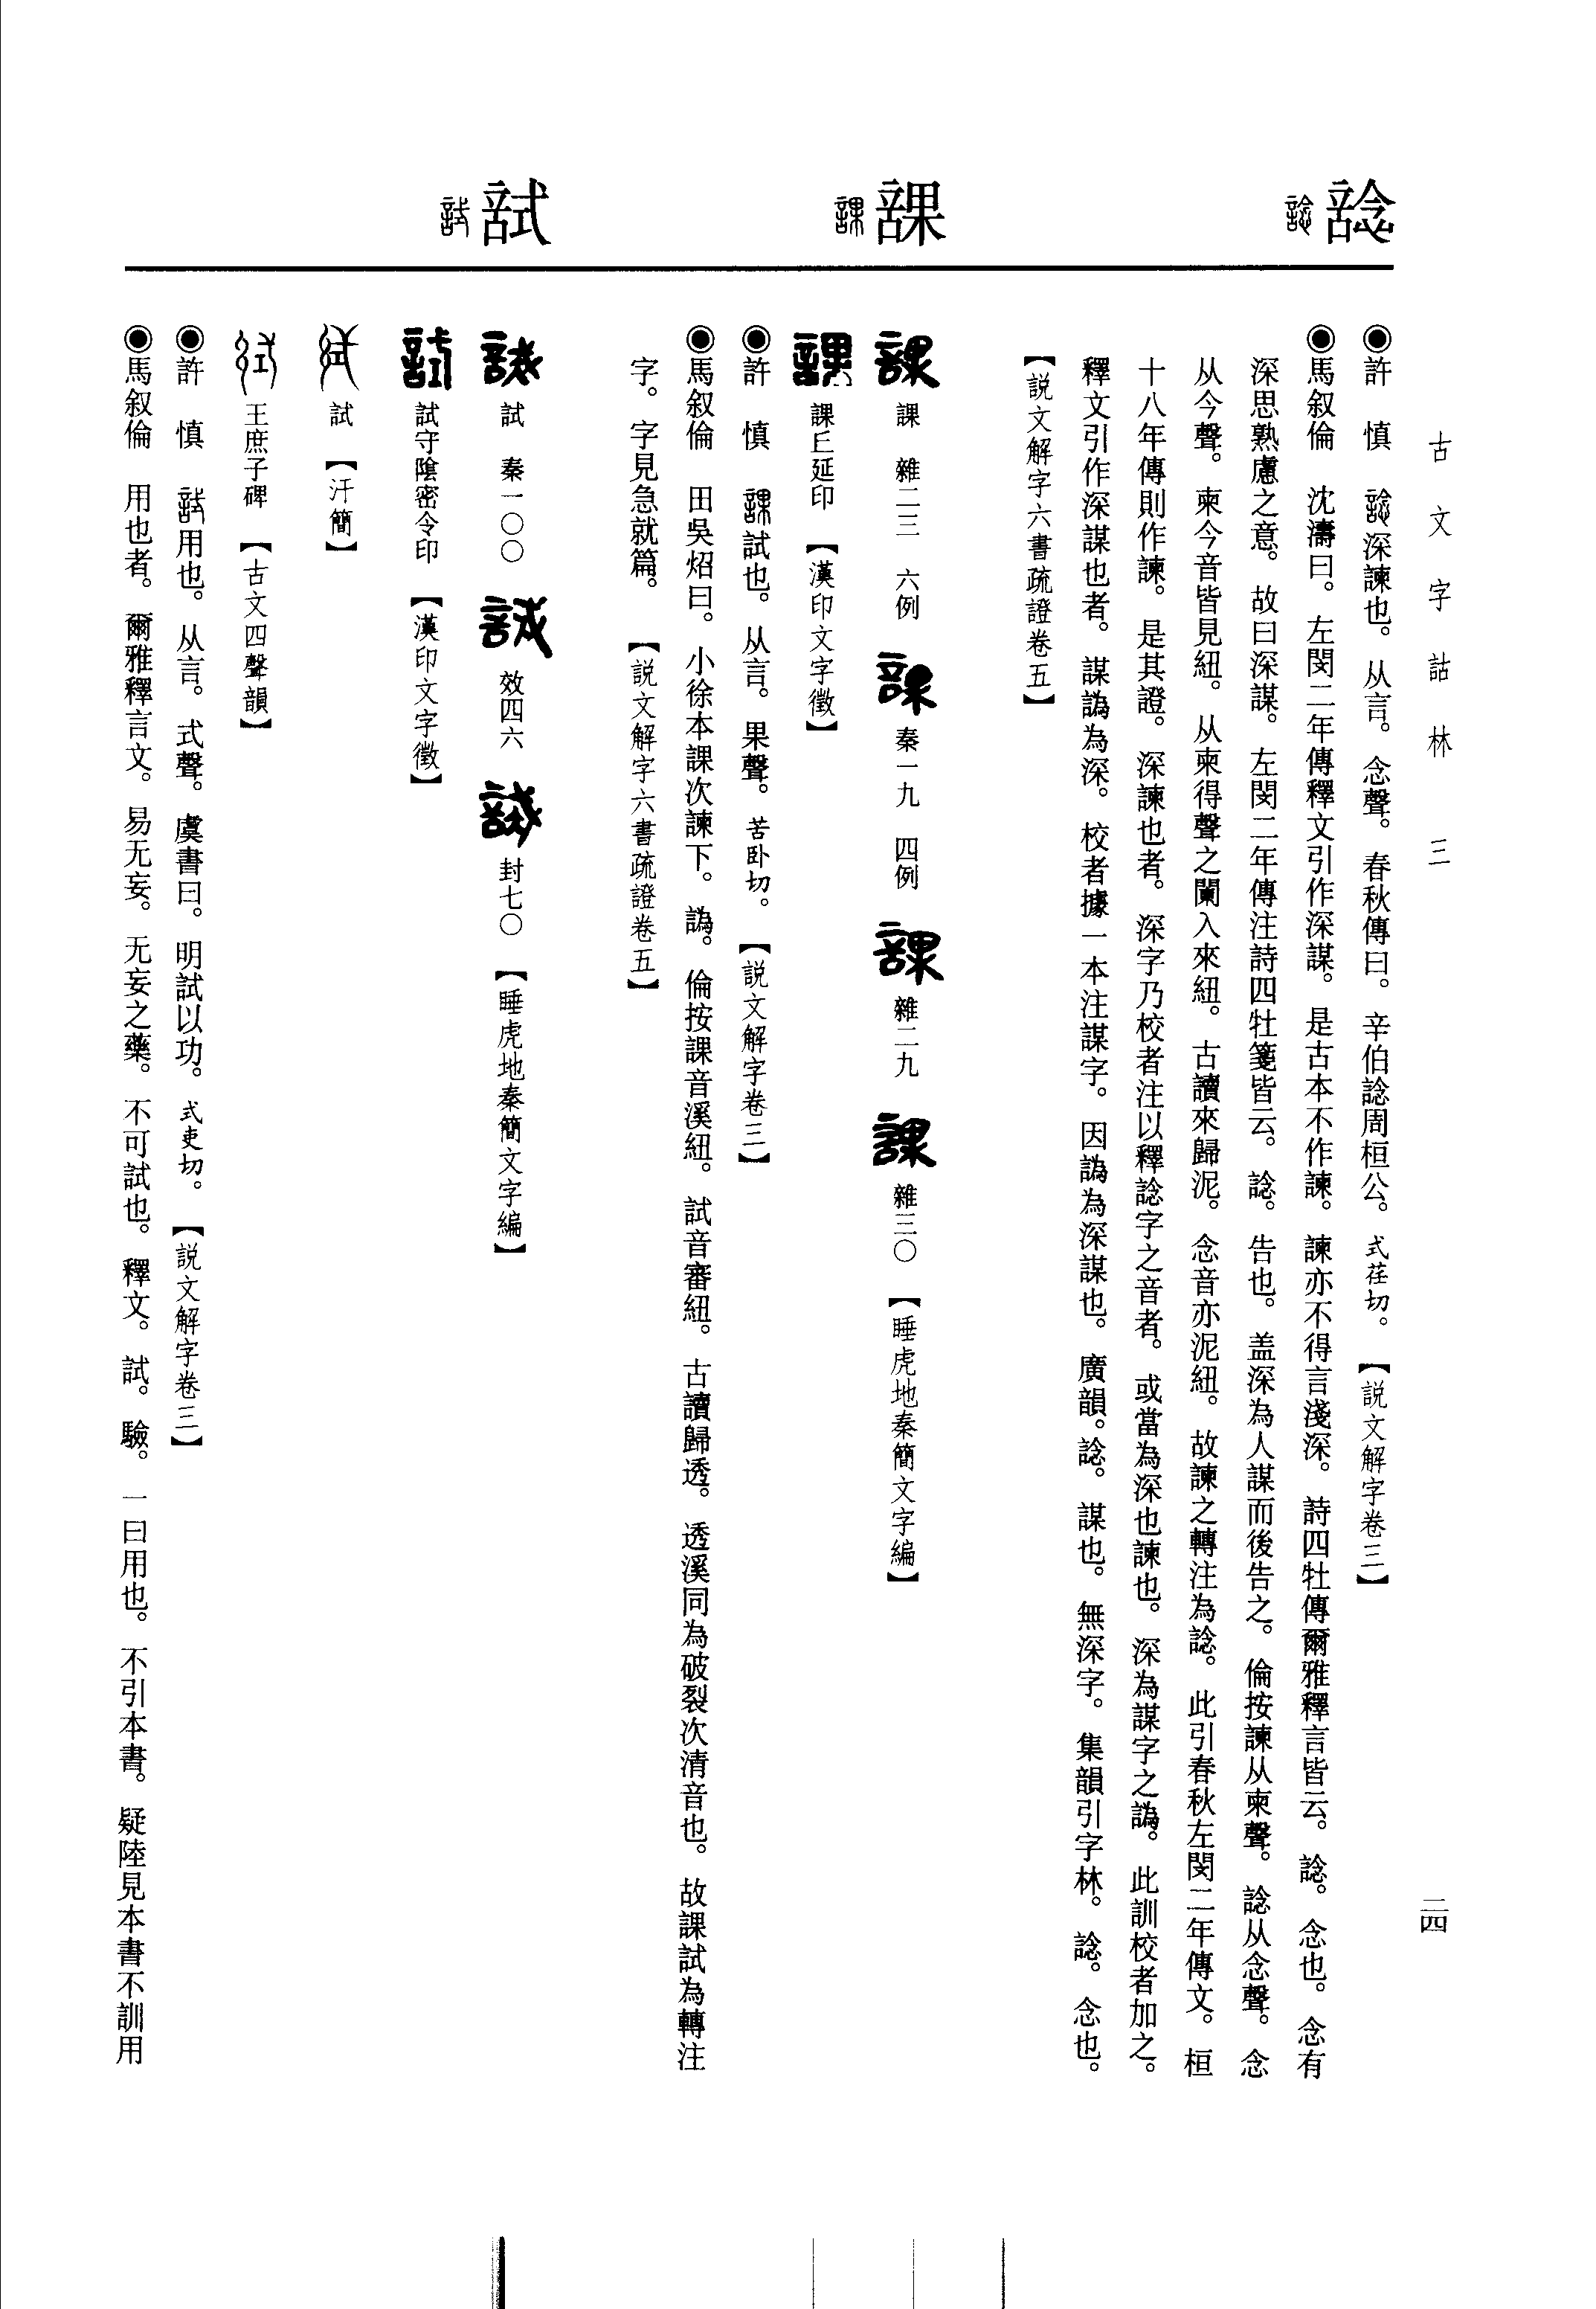 古文字詁林 三
二四
諗 諗
◉許 慎 諗深諫也。从言。念聲。春秋傳曰。辛伯諗周桓公。式荏切。【説文解字卷三】
◉馬叙倫 沈濤曰。左閔二年傳釋文引作深謀。是古本不作諫。諫亦不得言淺深。詩四牡傳爾雅釋言皆云。諗。念也。念有
深思熟慮之意。故曰深謀。左閔二年傳注詩四牡箋皆云。諗。告也。盖深為人謀而後告之。倫按諫从柬聲。諗从念聲。念
从今聲。柬今音皆見紐。从柬得聲之闌入來紐。古讀來歸泥。念音亦泥紐。故諫之轉注為諗。此引春秋左閔二年傳文。桓
十八年傳則作諫。是其證。深諫也者。深字乃校者注以釋諗字之音者。或當為深也諫也。深為謀字之譌。此訓校者加之。
釋文引作深謀也者。謀譌為深。校者據一本注謀字。因譌為深謀也。廣韻。諗。謀也。無深字。集韻引字林。諗。念也。
【説文解字六書疏證卷五】
課 課
課 雜二三 六例 秦一九 四例 雜二九 雜三〇 【睡虎地秦簡文字編】
課丘延印 【漢印文字徵】
◉許 慎 課試也。从言。果聲。苦卧切。【説文解字卷三】
◉馬叙倫 田吳炤曰。小徐本課次諫下。譌。倫按課音溪紐。試音審紐。古讀歸透。透溪同為破裂次清音也。故課試為轉注
字。字見急就篇。【説文解字六書疏證卷五】
試 試
試 秦一〇〇 效四六 封七〇 【睡虎地秦簡文字編】
試守陰密令印 【漢印文字徵】
試 【汗簡】
王庶子碑 【古文四聲韻】
◉許 慎 試用也。从言。式聲。虞書曰。明試以功。式吏切。【説文解字卷三】
◉馬叙倫 用也者。爾雅釋言文。易无妄。无妄之藥。不可試也。釋文。試。驗。一曰用也。不引本書。疑陸見本書不訓用